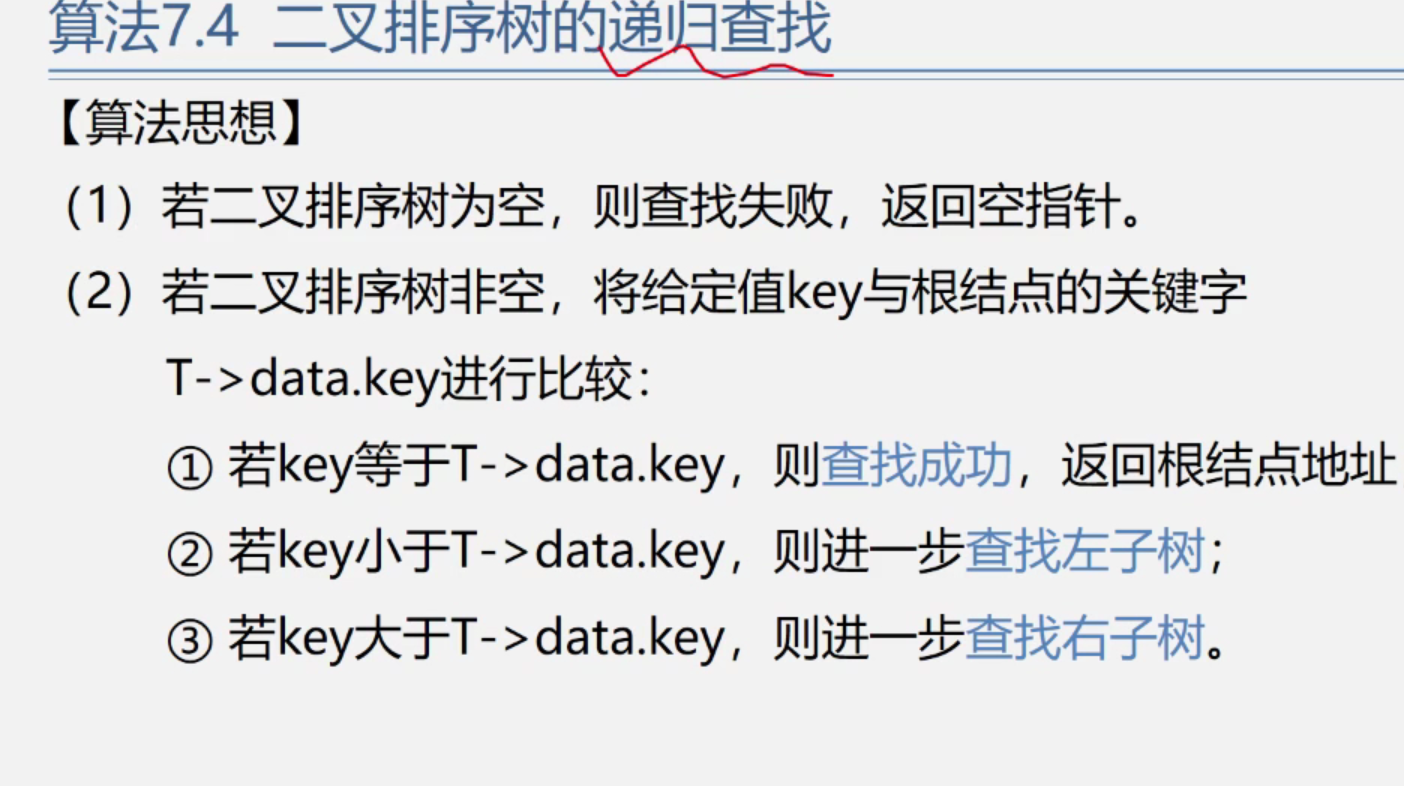 算法7.4 二叉排序树的递归查找
【算法思想】
（1）若二叉排序树为空，则查找失败，返回空指针。
（2）若二叉排序树非空，将给定值key与根结点的关键字
T->data.key进行比较：
① 若key等于T->data.key，则查找成功，返回根结点地址
② 若key小于T->data.key，则进一步查找左子树；
③ 若key大于T->data.key，则进一步查找右子树。